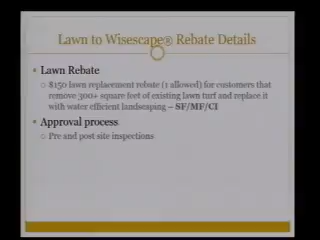 Lawn to Wisescape® Rebate Details
Lawn Rebate
$150 lawn replacement rebate (1 allowed) for customers that
remove 300+ square feet of existing lawn turf and replace it
with water efficient landscaping – SF/MF/CI
Approval process
Pre and post site inspections